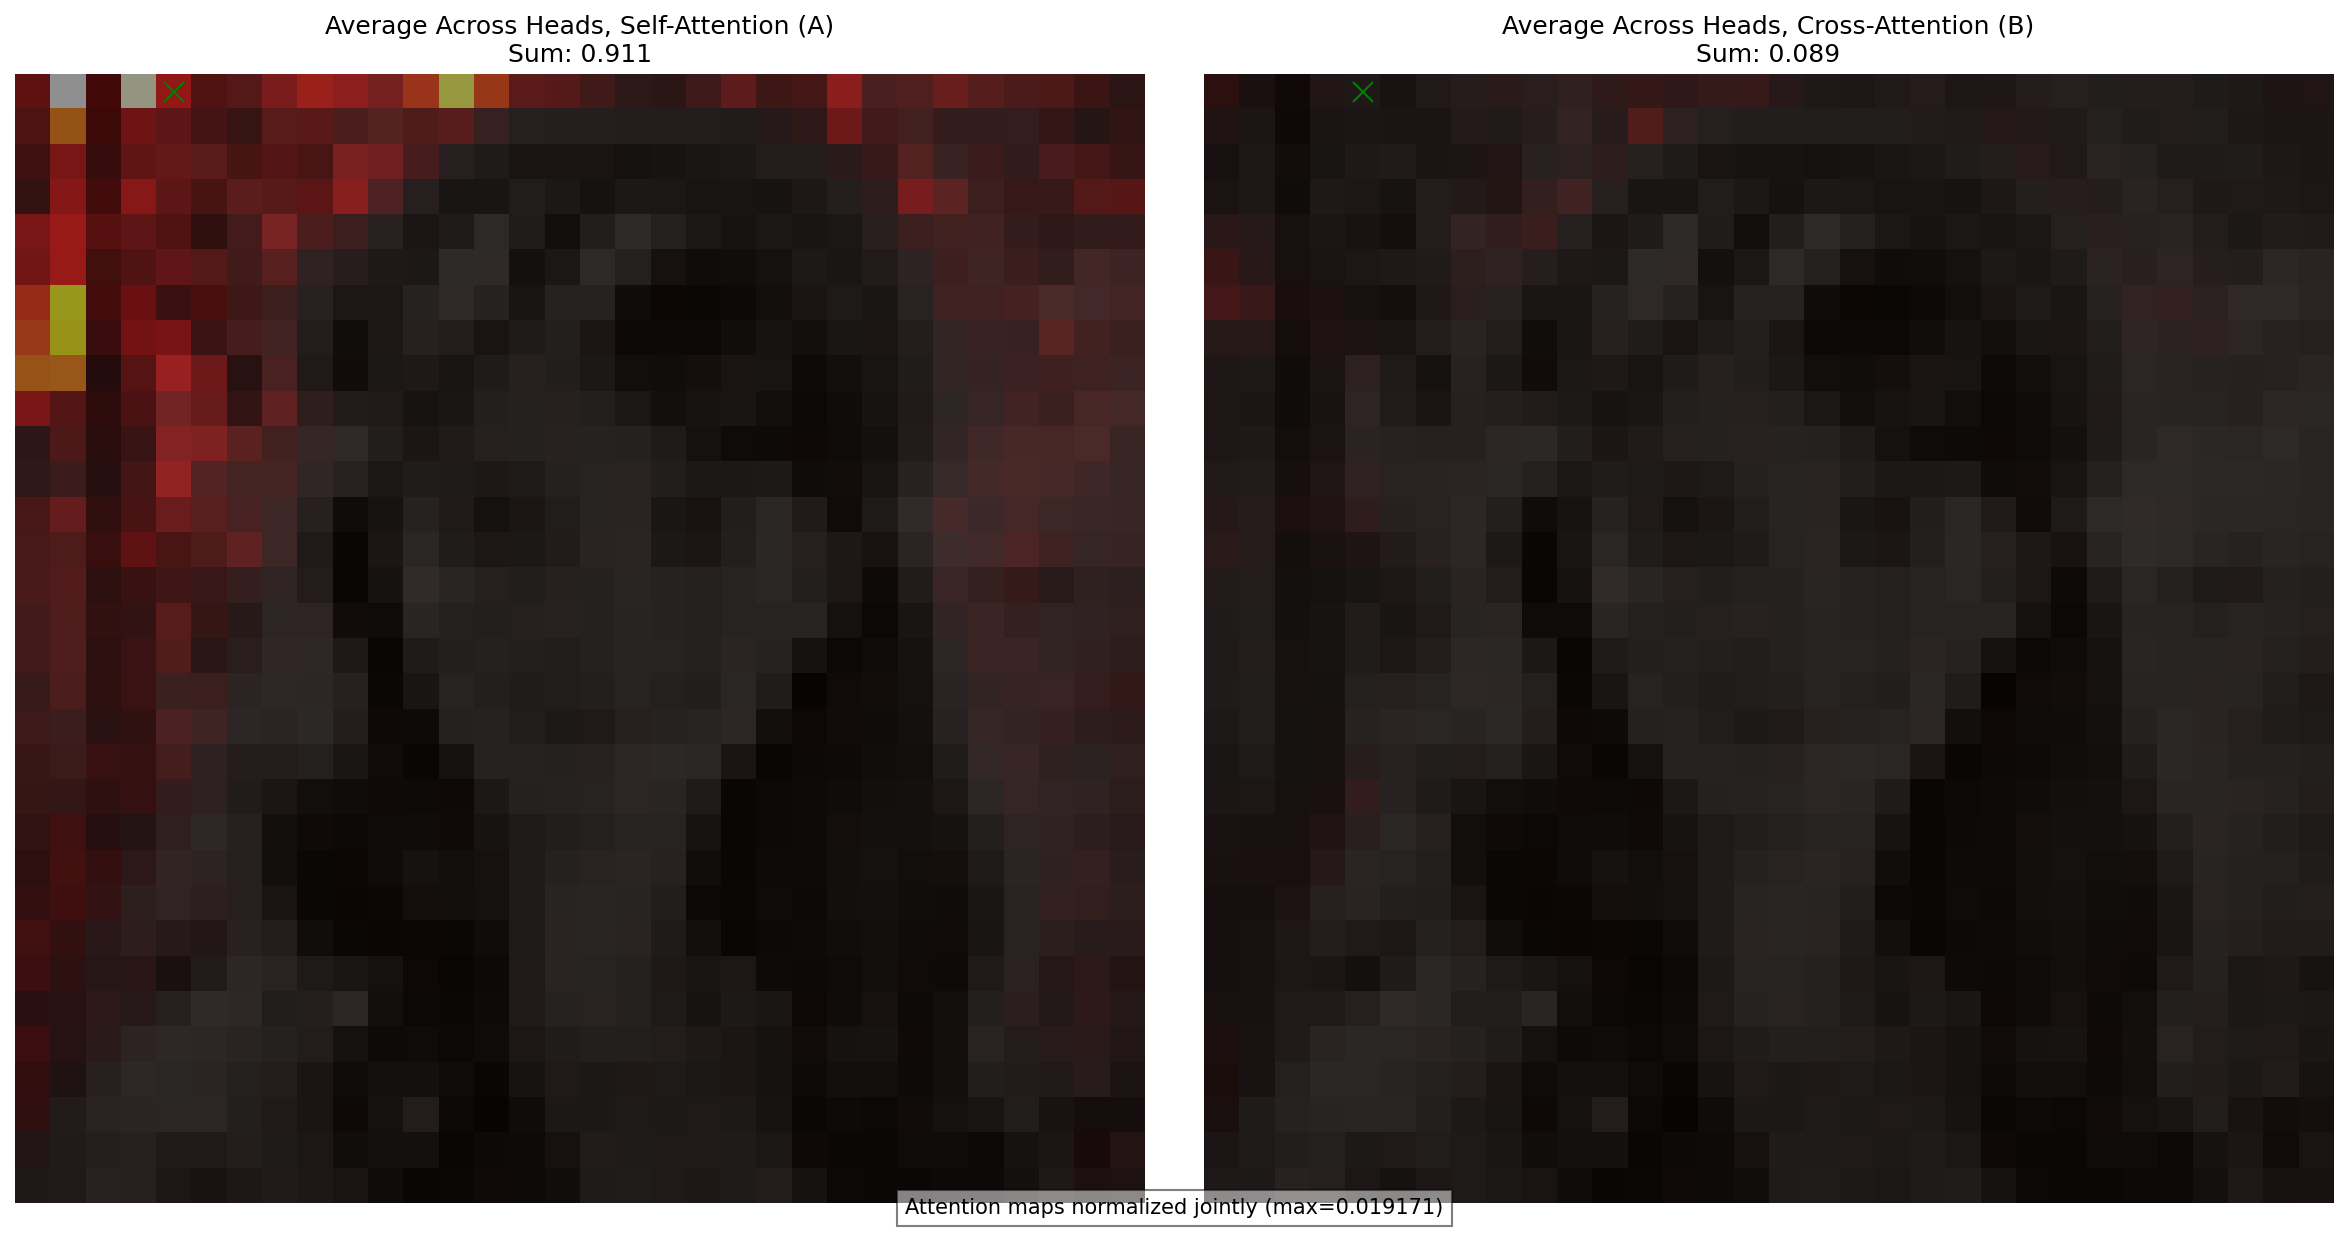 Average Across Heads, Self-Attention (A)
Sum: 0.911
Average Across Heads, Cross-Attention (B)
Sum: 0.089
Attention maps normalized jointly (max=0.019171)